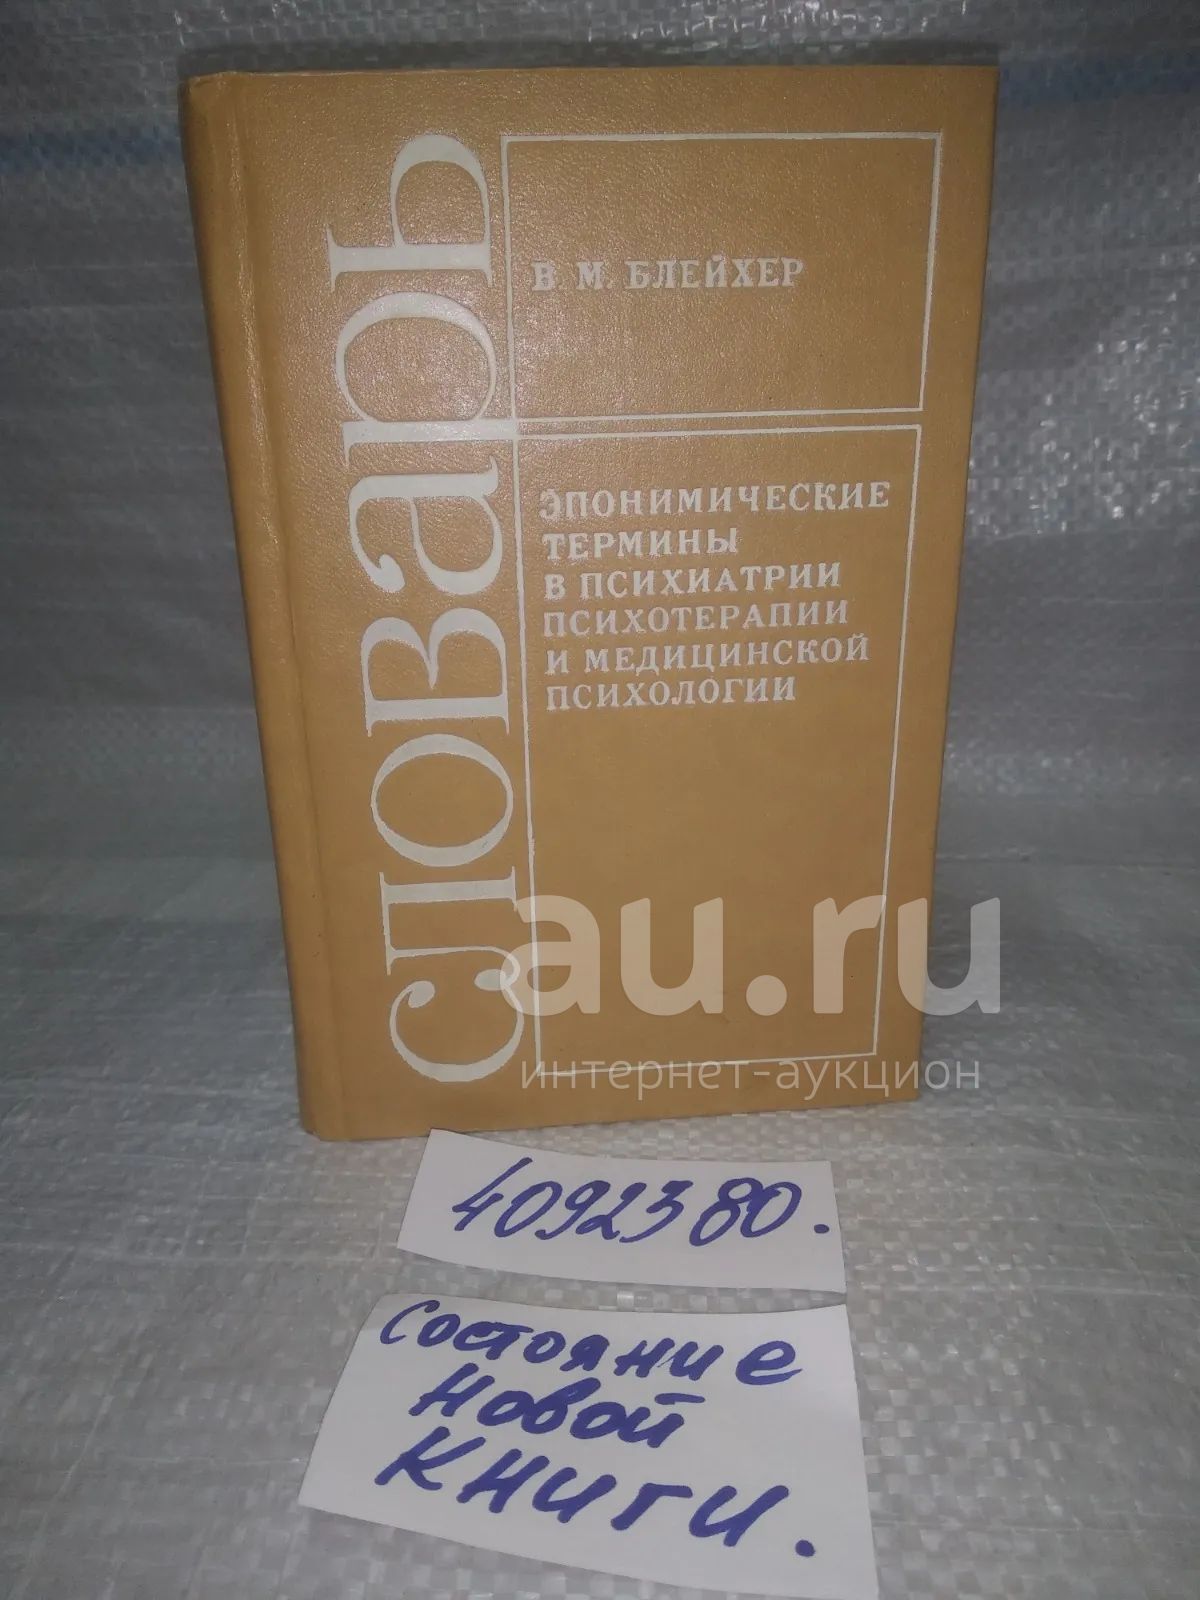 СЛОВарЬ
В. М. БЛЕЙХЕР
ЭПОНИМИЧЕСКИЕ
ТЕРМИНЫ
В ПСИХИАТРИИ
ПСИХОТЕРАПИИ
И МЕДИЦИНСКОЙ
ПСИХОЛОГИИ
au.ru
интернет-аукцион
4092380.
Состояние
новой
книги.